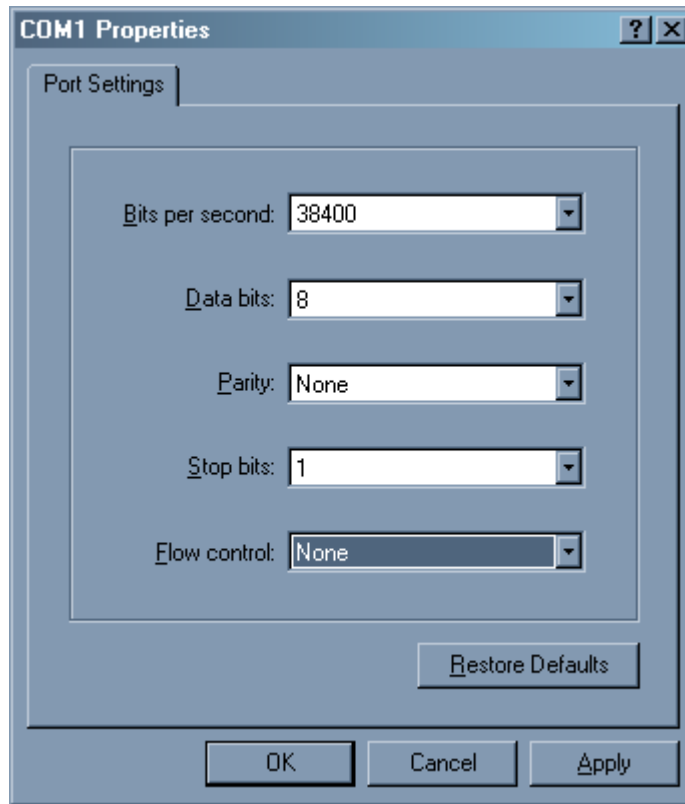 COM1 Properties
Port Settings
Bits per second: 38400
Data bits: 8
Parity: None
Stop bits: 1
Flow control: None
Restore Defaults
OK Cancel Apply